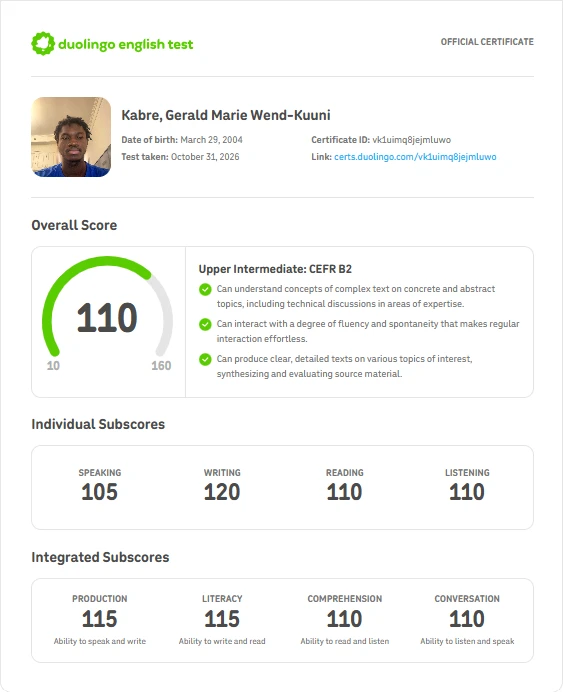 duolingo english test
OFFICIAL CERTIFICATE
Kabre, Gerald Marie Wend-Kuuni
Date of birth: March 29, 2004
Certificate ID: vk1uimq8jejmluwo
Test taken: October 31, 2026
Link: certs.duolingo.com/vk1uimq8jejmluwo
Overall Score
110
10
160
Upper Intermediate: CEFR B2
Can understand concepts of complex text on concrete and abstract
topics, including technical discussions in areas of expertise.
Can interact with a degree of fluency and spontaneity that makes regular
interaction effortless.
Can produce clear, detailed texts on various topics of interest,
synthesizing and evaluating source material.
Individual Subscores
SPEAKING
105
WRITING
120
READING
110
LISTENING
110
Integrated Subscores
PRODUCTION
115
Ability to speak and write
LITERACY
115
Ability to write and read
COMPREHENSION
110
Ability to read and listen
CONVERSATION
110
Ability to listen and speak